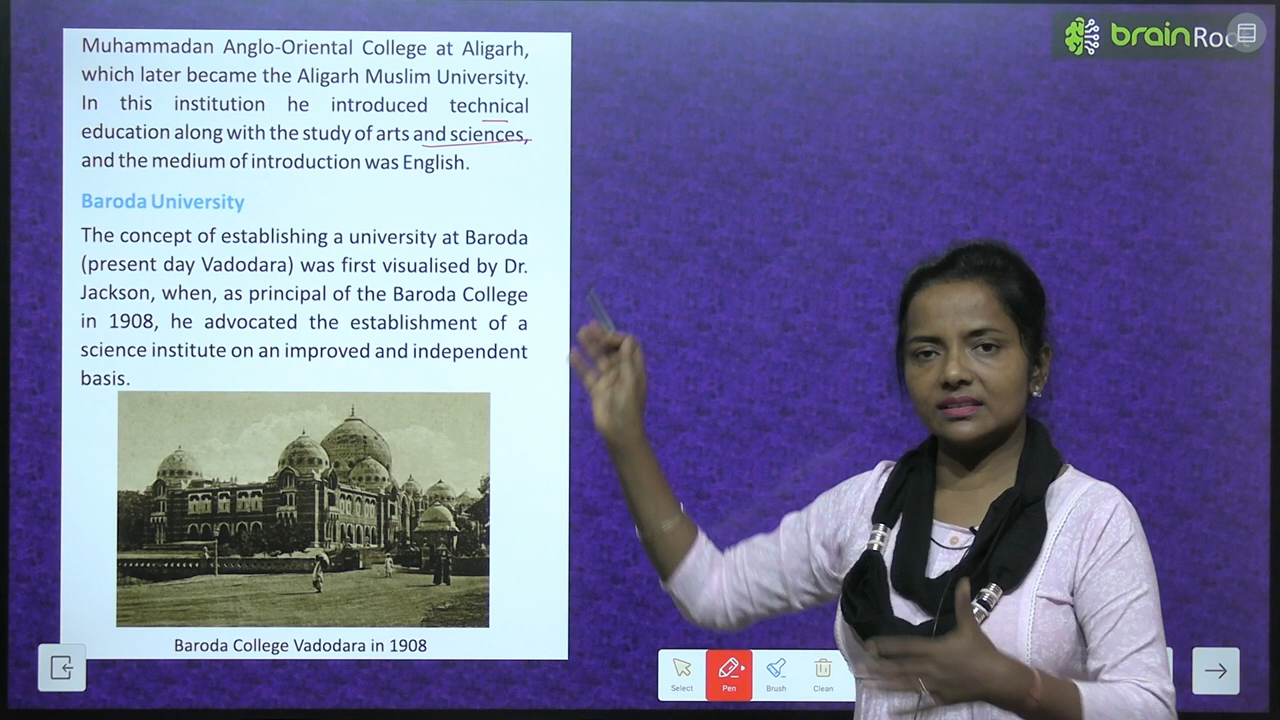 Muhammadan Anglo-Oriental College at Aligarh,
which later became the Aligarh Muslim University.
In this institution he introduced technical
education along with the study of arts and sciences,
and the medium of introduction was English.
Baroda University
The concept of establishing a university at Baroda
(present day Vadodara) was first visualised by Dr.
Jackson, when, as principal of the Baroda College
in 1908, he advocated the establishment of a
science institute on an improved and independent
basis.
Baroda College Vadodara in 1908
brain
Select
Pen
Brush
Clean